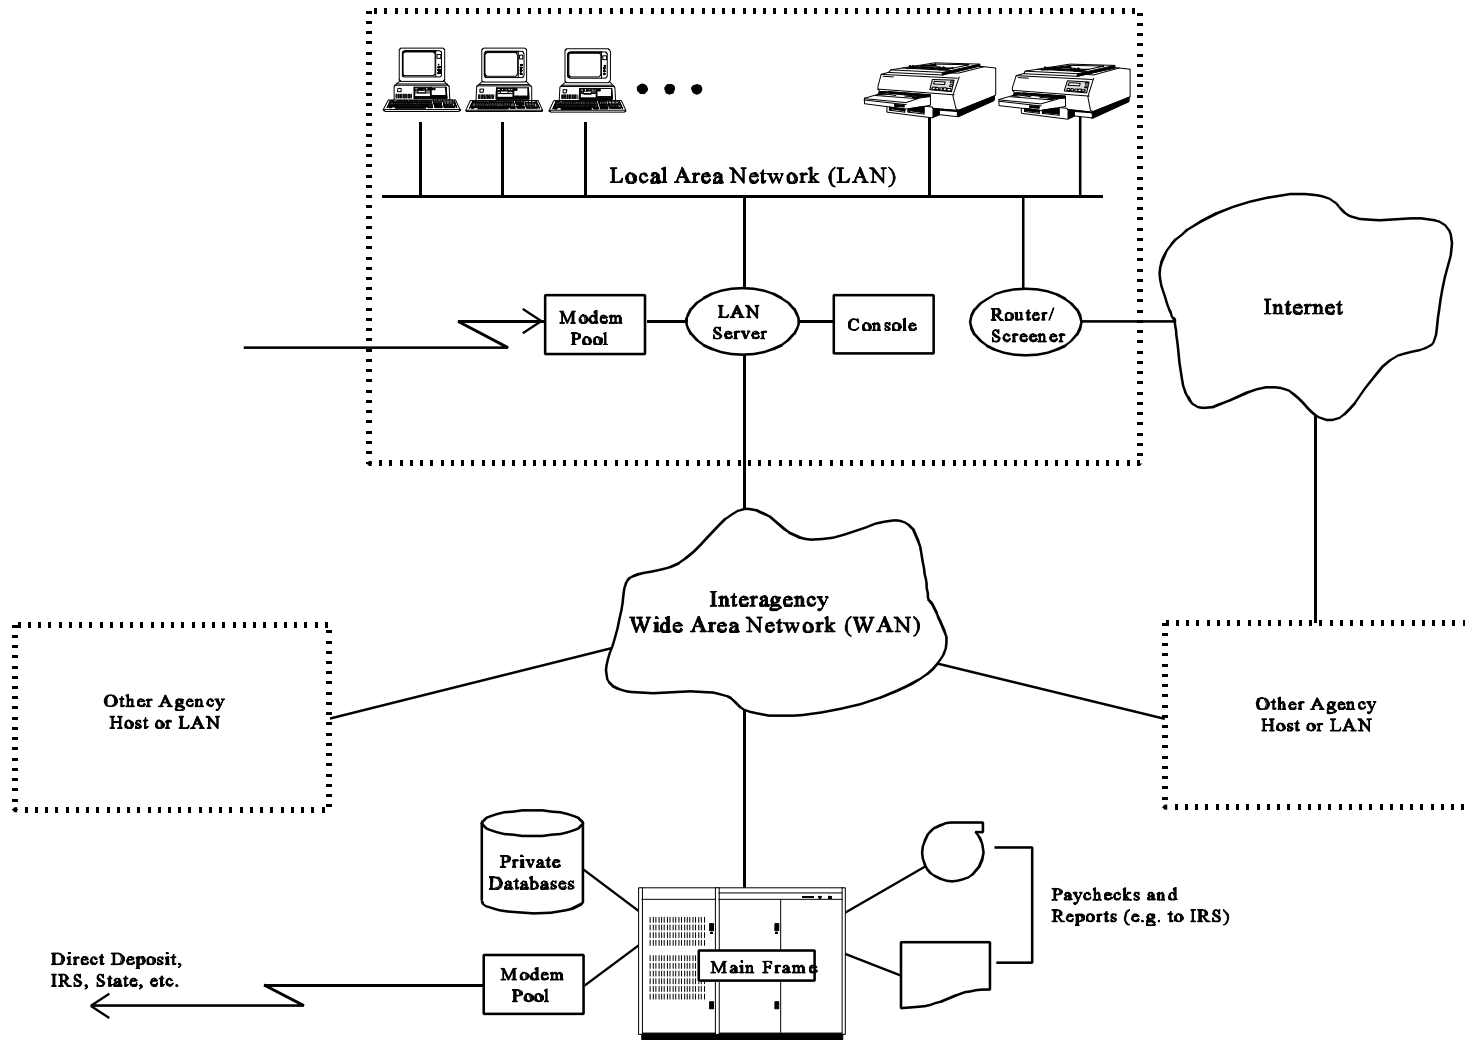 Local Area Network (LAN)
Modem
Pool
LAN
Server
Console
Router/
Screener
Internet
Interagency
Wide Area Network (WAN)
Other Agency
Host or LAN
Other Agency
Host or LAN
Private
Databases
Paychecks and
Reports (e.g. to IRS)
Direct Deposit,
IRS, State, etc.
Modem
Pool
Main Frame